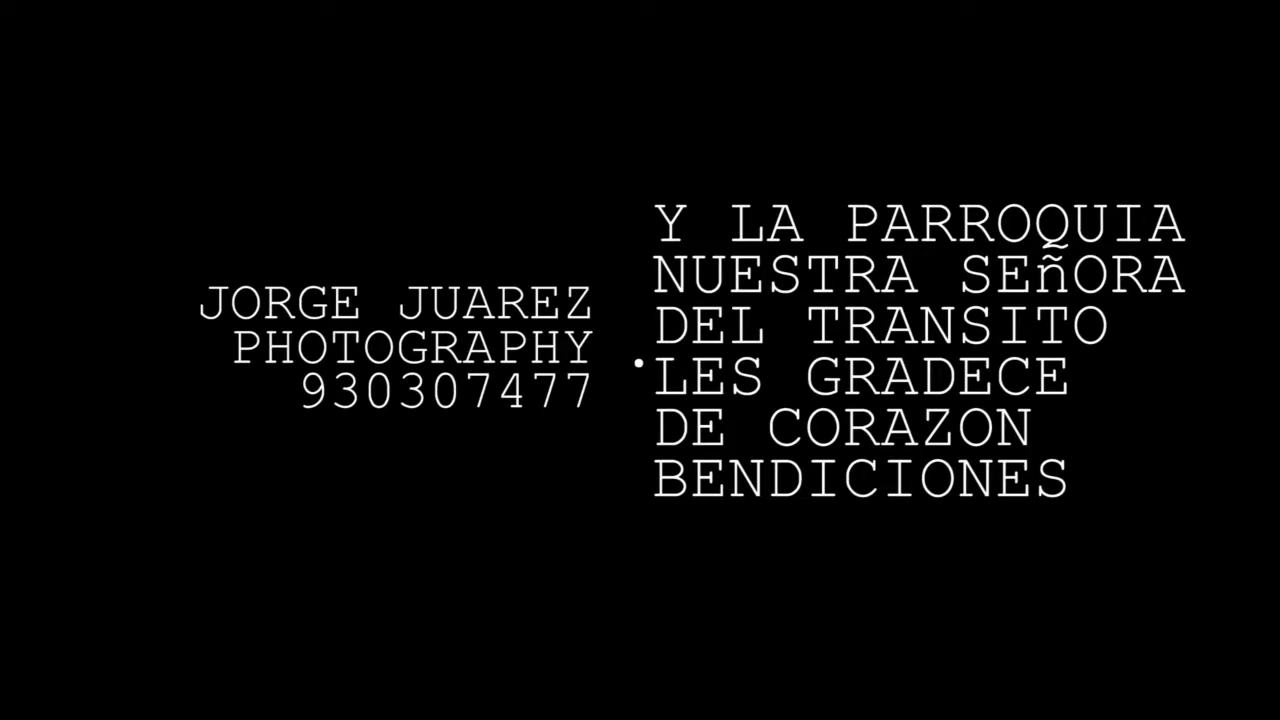 JORGE JUAREZ
PHOTOGRAPHY
930307477
Y LA PARROQUIA
NUESTRA SEñORA
DEL TRANSITO
LES GRADECE
DE CORAZON
BENDICIONES